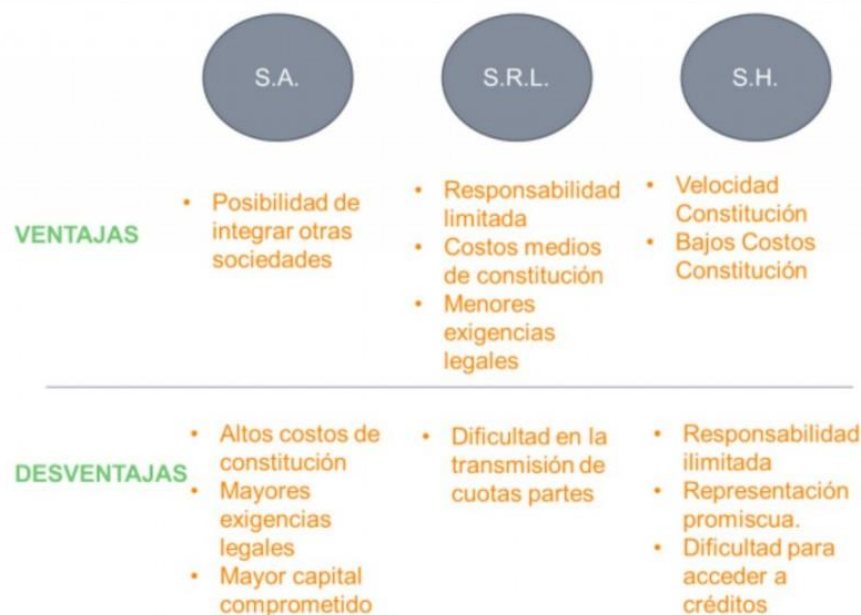 S.A.
S.R.L.
S.H.
VENTAJAS
• Posibilidad de
integrar otras
sociedades
• Responsabilidad
limitada
• Costos medios
de constitución
• Menores
exigencias
legales
• Velocidad
Constitución
• Bajos Costos
Constitución
DESVENTAJAS
• Altos costos de
constitución
• Mayores
exigencias
legales
• Mayor capital
comprometido
• Dificultad en la
transmisión de
cuotas partes
• Responsabilidad
ilimitada
• Representación
promiscua.
• Dificultad para
acceder a
créditos